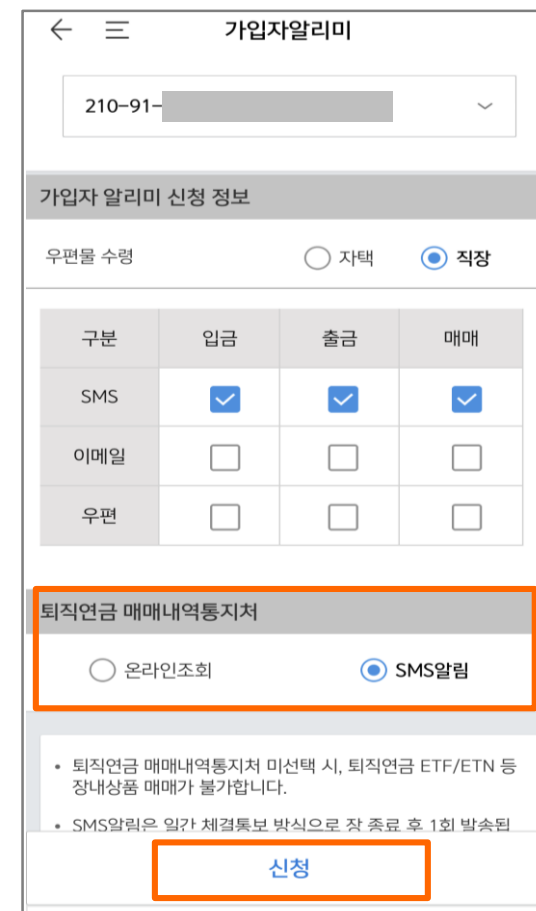 가입자알리미
210-91-
가입자 알리미 신청 정보
우편물 수령 자택 직장
구분 입금 출금 매매
SMS
이메일
우편
퇴직연금 매매내역통지처
온라인조회 SMS알림
• 퇴직연금 매매내역통지처 미선택 시, 퇴직연금 ETF/ETN 등
장내상품 매매가 불가합니다.
• SMS알림은 일간 체결통보 방식으로 장 종료 후 1회 발송됩
신청